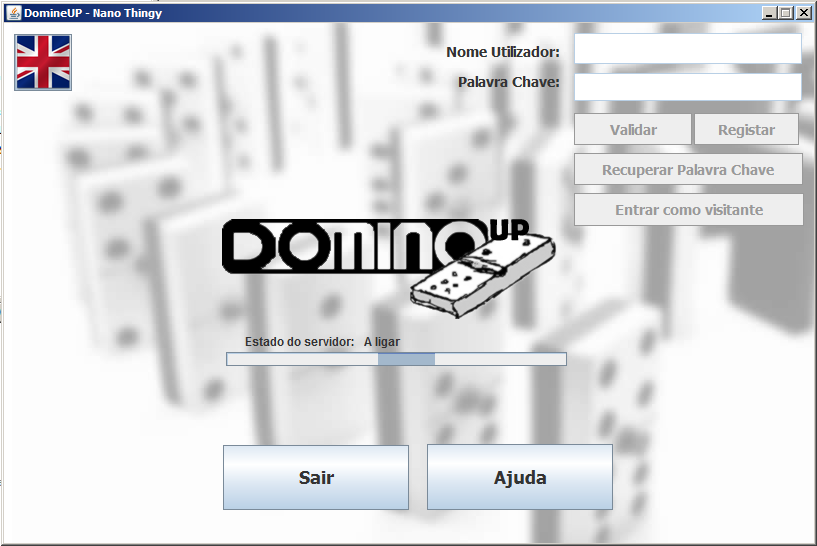 DomineUP - Nano Thingy
Nome Utilizador:
Palavra Chave:
Validar
Registar
Recuperar Palavra Chave
Entrar como visitante
DOMINO UP
Estado do servidor: A ligar
Sair
Ajuda